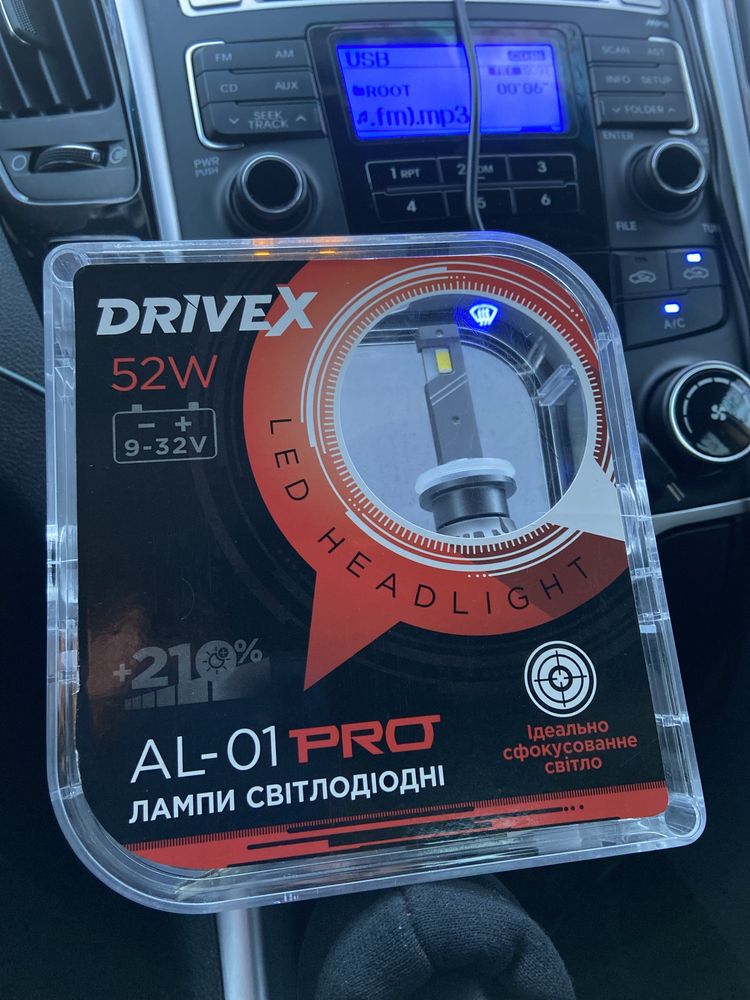 FM AM
CD AUX
SEEK
TRACK
PWR
PUSH
USB
ROOT 00'06"
.fm).mp3
1 RPT 3
4 5 6
SCAN AST
INFO SETUP
FOLDER
ENTER
FILE
A/C
DRIVEX
52W
9-32V
LED HEADLIGHT
+210%
AL-01 PRO
ЛАМПИ СВІТЛОДІОДНІ
Ідеально
сфокусованне
світло